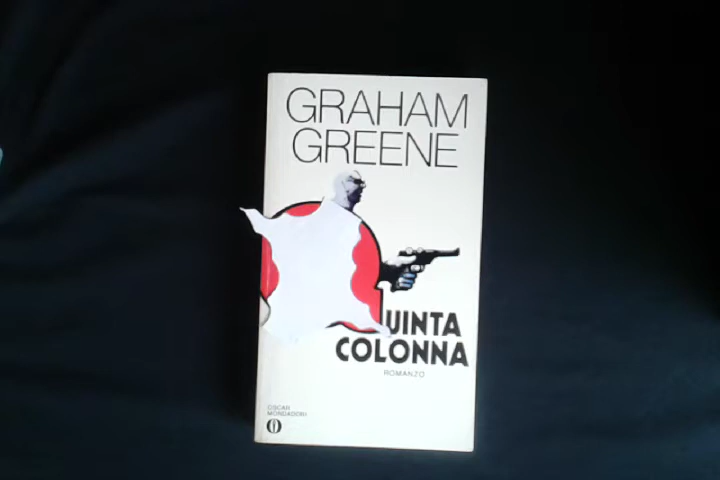 GRAHAM
GREENE
UINTA
COLONNA
ROMANZO
OSCAR
MONDADORI